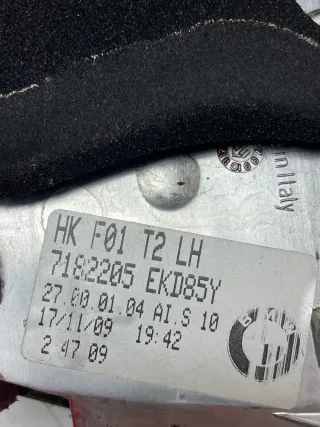 in Italy
HK F01 T2 LH
7182205 EKD85Y
27.00.01.04 AI.S 10
17/11/09 19:42
2 47 09